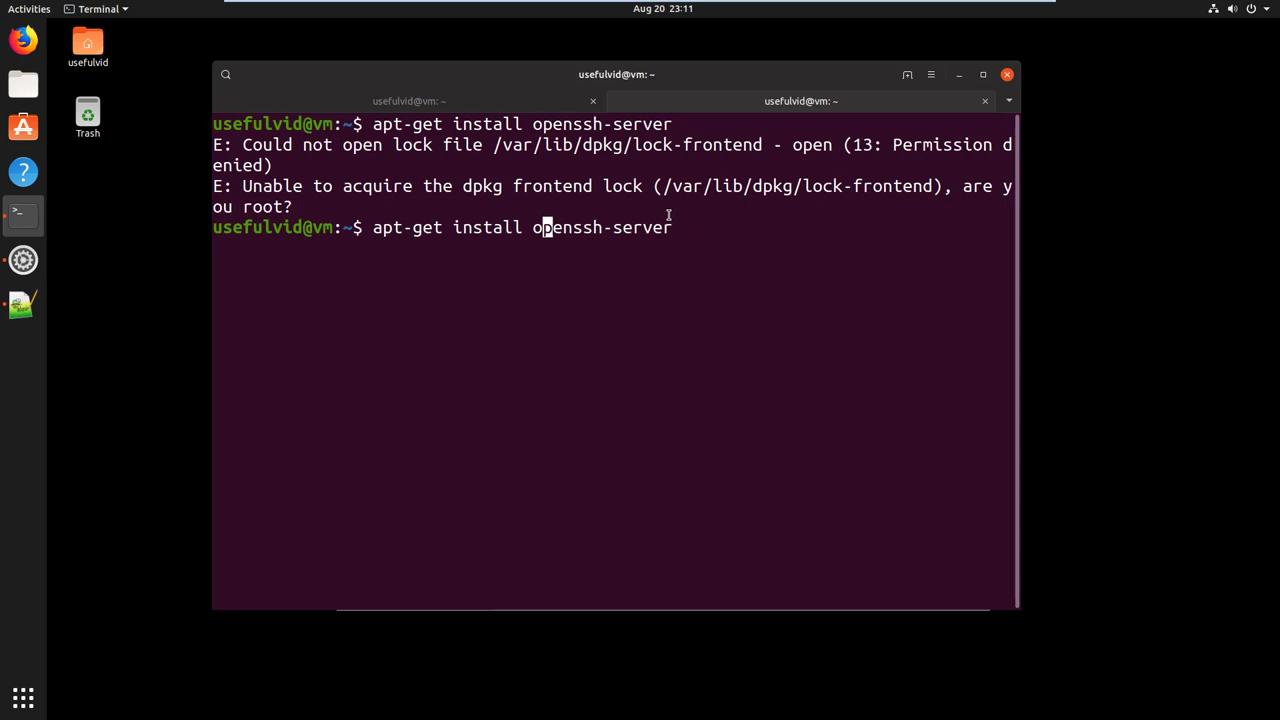 Activities
Terminal
Aug 20 23:11
usefulvid
Trash
usefulvid@vm: ~
usefulvid@vm: ~
usefulvid@vm: ~
usefulvid@vm:~$ apt-get install openssh-server
E: Could not open lock file /var/lib/dpkg/lock-frontend - open (13: Permission d
enied)
E: Unable to acquire the dpkg frontend lock (/var/lib/dpkg/lock-frontend), are y
ou root?
usefulvid@vm:~$ apt-get install openssh-server